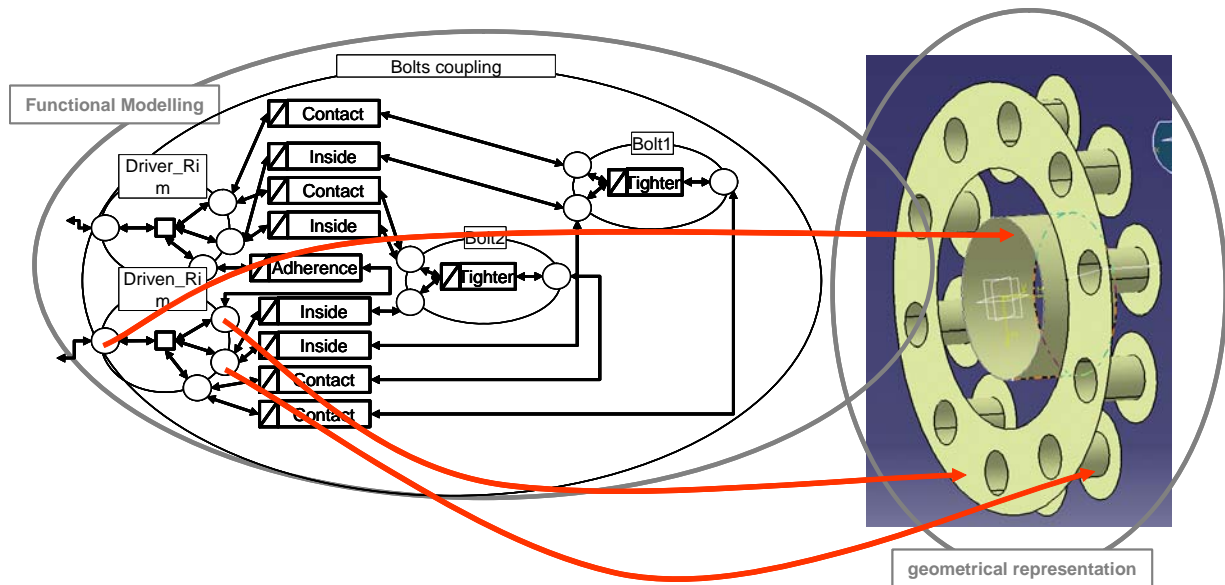 Bolts coupling
Functional Modelling
Contact
Bolt1
Inside
Driver_Ri
m
Contact
Tighter
Inside
Bolt2
Adherence
Driven_Ri
m
Tighter
Inside
Inside
Contact
Contact
geometrical representation